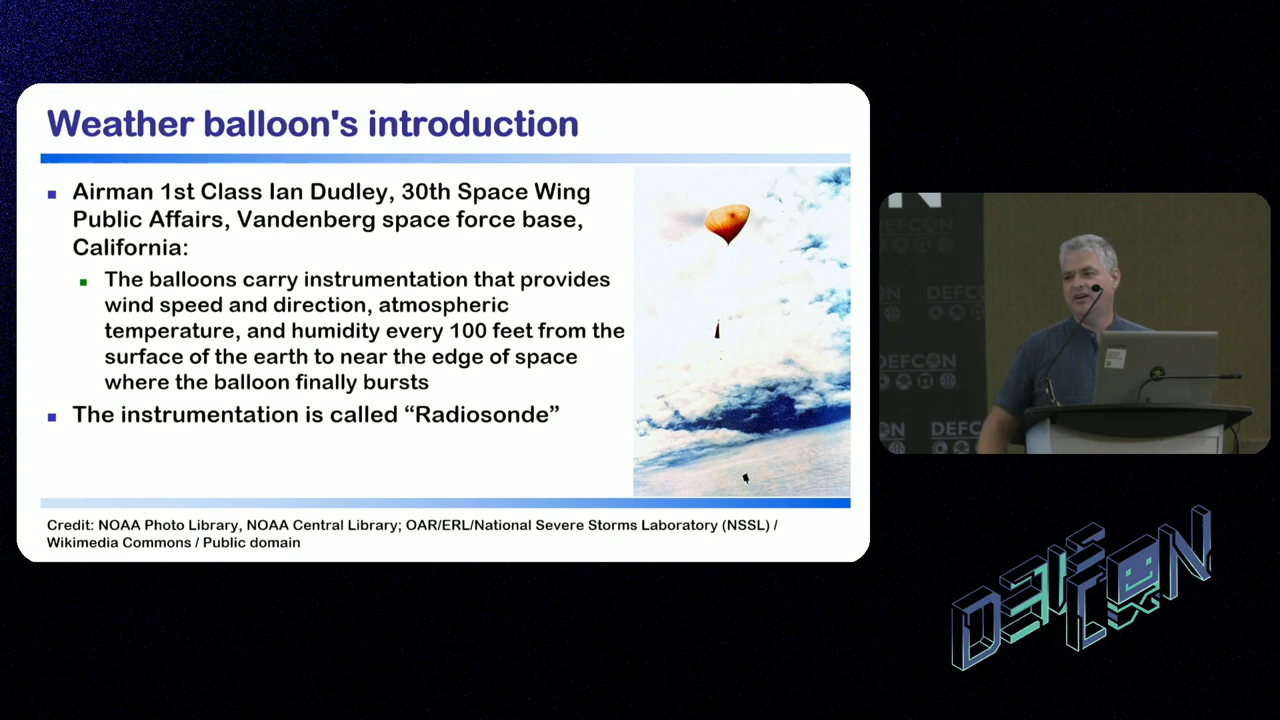 Weather balloon's introduction
Airman 1st Class Ian Dudley, 30th Space Wing
Public Affairs, Vandenberg space force base,
California:
The balloons carry instrumentation that provides
wind speed and direction, atmospheric
temperature, and humidity every 100 feet from the
surface of the earth to near the edge of space
where the balloon finally bursts
The instrumentation is called “Radiosonde”
Credit: NOAA Photo Library, NOAA Central Library; OAR/ERL/National Severe Storms Laboratory (NSSL) /
Wikimedia Commons / Public domain
DEFCON
DEFCON
DEFCON
DEFCON
DEFCON